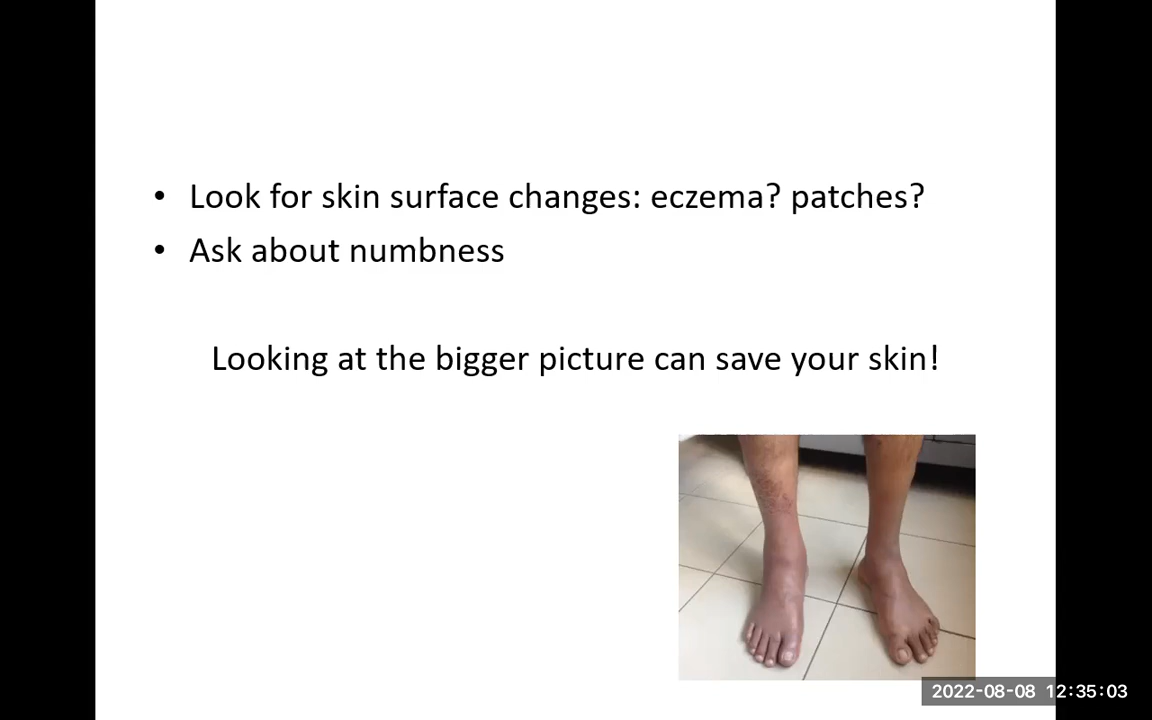 • Look for skin surface changes: eczema? patches?
• Ask about numbness
Looking at the bigger picture can save your skin!
2022-08-08 12:35:03